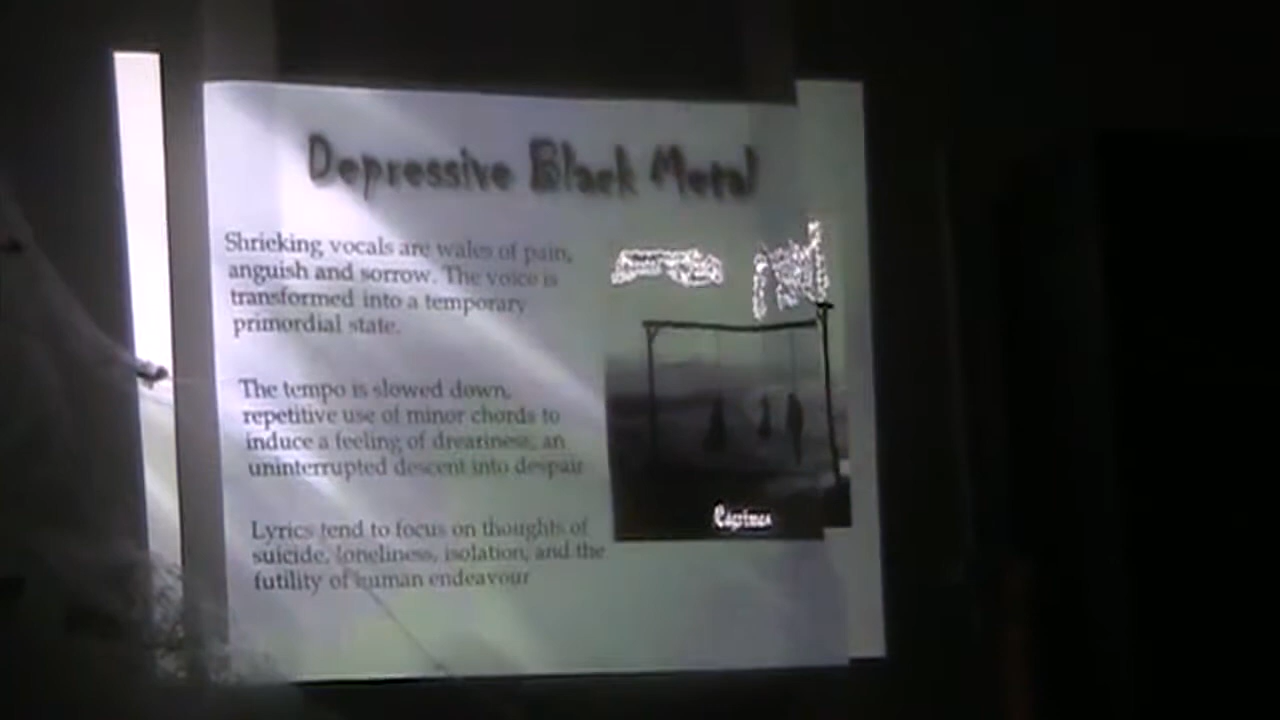 Depressive Black Metal
Shrieking vocals are wales of pain,
anguish and sorrow. The voice is
transformed into a temporary
primordial state.
The tempo is slowed down,
repetitive use of minor chords to
induce a feeling of dreariness, an
uninterrupted descent into despair
Lyrics tend to focus on thoughts of
suicide, loneliness, isolation, and the
futility of human endeavour